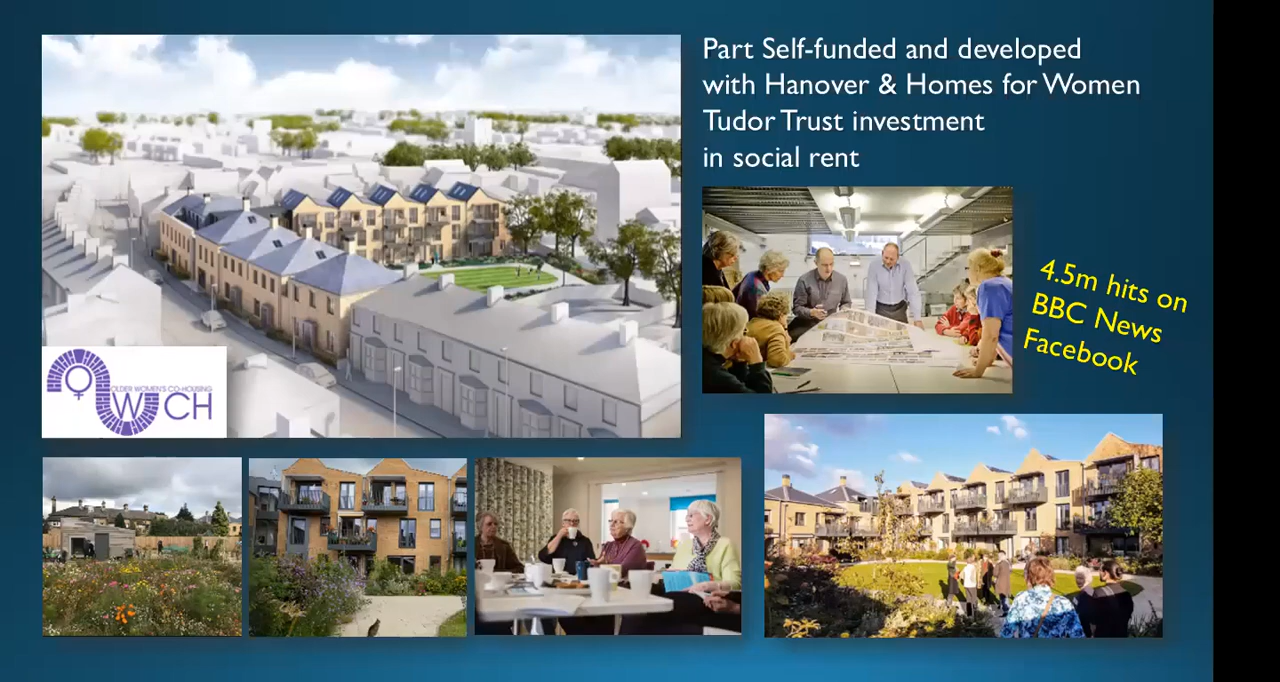 Part Self-funded and developed
with Hanover & Homes for Women
Tudor Trust investment
in social rent
4.5m hits on
BBC News
Facebook
OLDER WOMEN'S CO-HOUSING
WCH